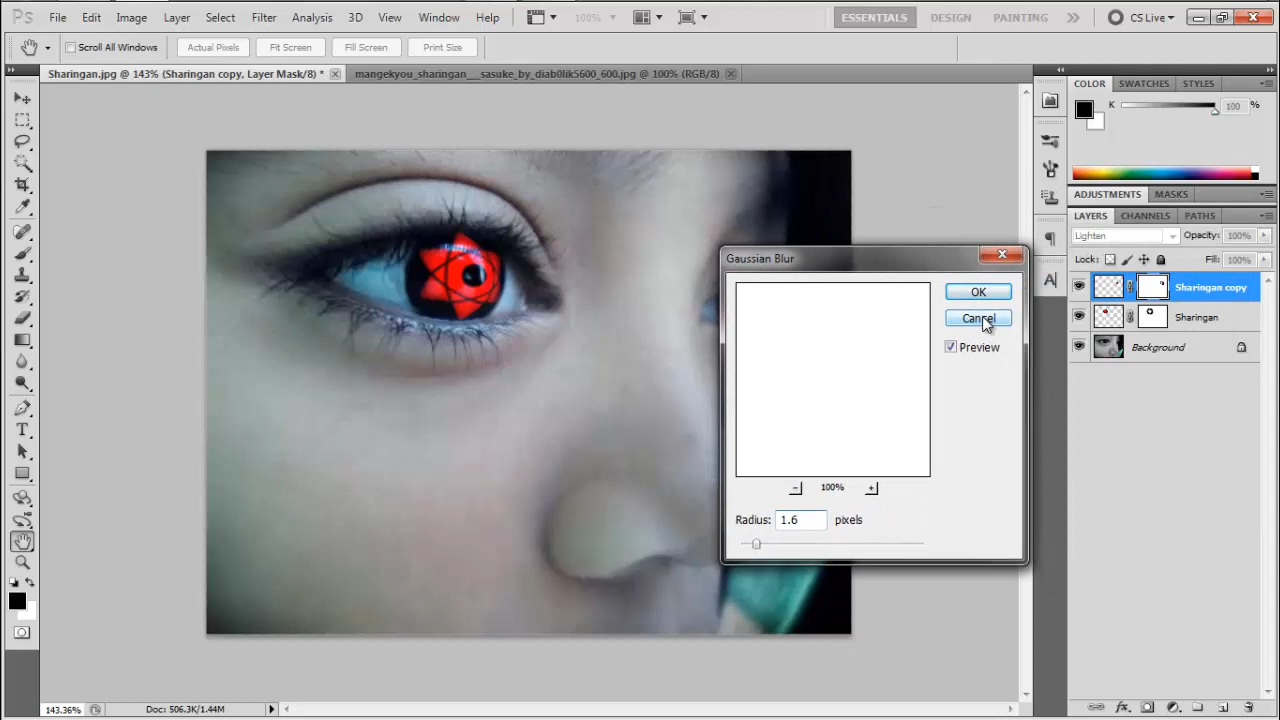 Ps File Edit Image Layer Select Filter Analysis 3D View Window Help 100% ESSENTIALS DESIGN PAINTING CS Live
Scroll All Windows Actual Pixels Fit Screen Fill Screen Print Size
Sharingan.jpg @ 143% (Sharingan copy, Layer Mask/8) * mangekyou_sharingan___sasuke_by_diab0lik5600_600.jpg @ 100% (RGB/8)
COLOR SWATCHES STYLES
K 100 %
ADJUSTMENTS MASKS
LAYERS CHANNELS PATHS
Lighten Opacity: 100%
Lock: Fill: 100%
Sharingan copy
Sharingan
Background
Gaussian Blur
OK
Cancel
Preview
100%
Radius: 1.6 pixels
143.36% Doc: 506.3K/1.44M